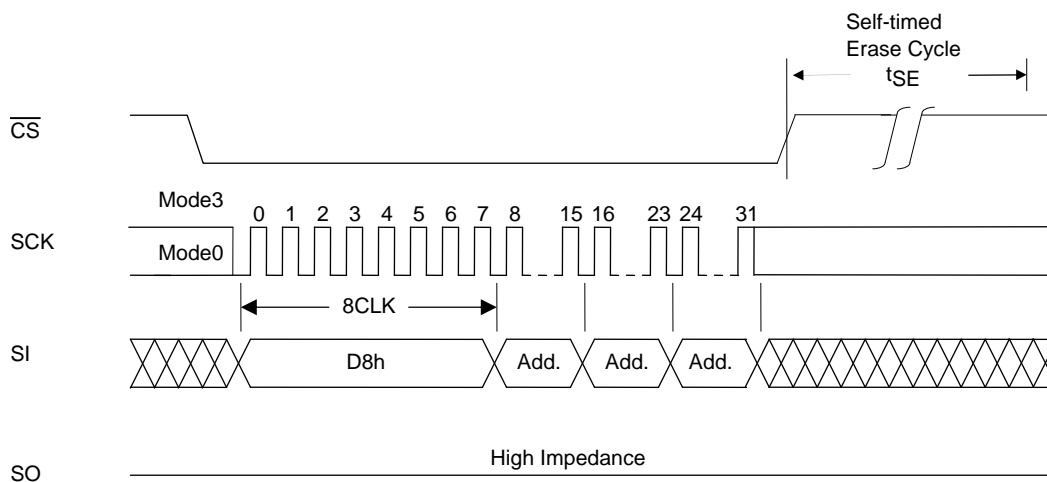 Self-timed
Erase Cycle
tSE
CS
Mode3
0 1 2 3 4 5 6 7 8 15 16 23 24 31
SCK
Mode0
8CLK
SI
D8h Add. Add. Add.
High Impedance
SO